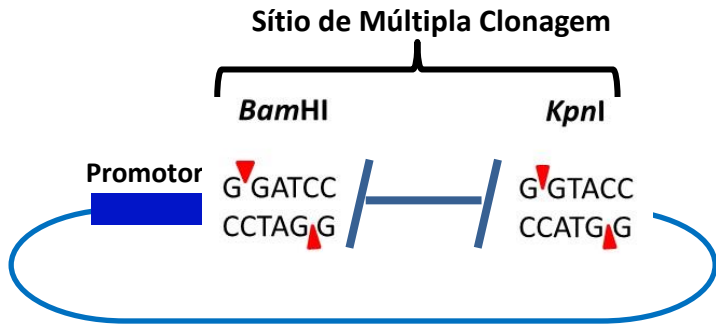 Sítio de Múltipla Clonagem
BamHI
KpnI
Promotor
GGATCC
CCTAGG
GGTACC
CCATGG